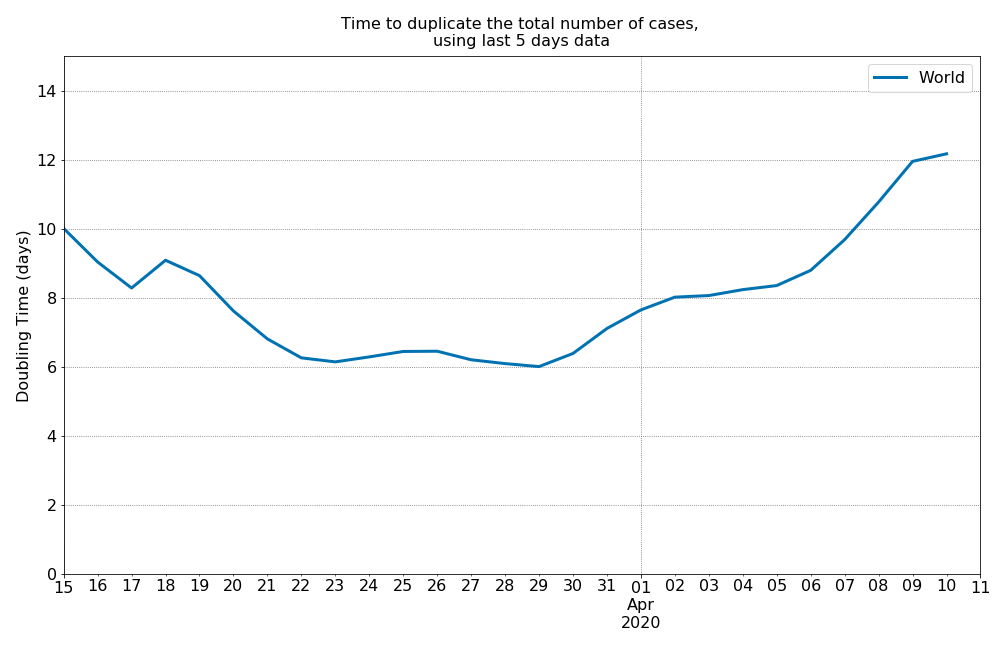 Time to duplicate the total number of cases,
using last 5 days data
World
Doubling Time (days)
14
12
10
8
6
4
2
0
15 16 17 18 19 20 21 22 23 24 25 26 27 28 29 30 31 01 02 03 04 05 06 07 08 09 10 11
Apr
2020